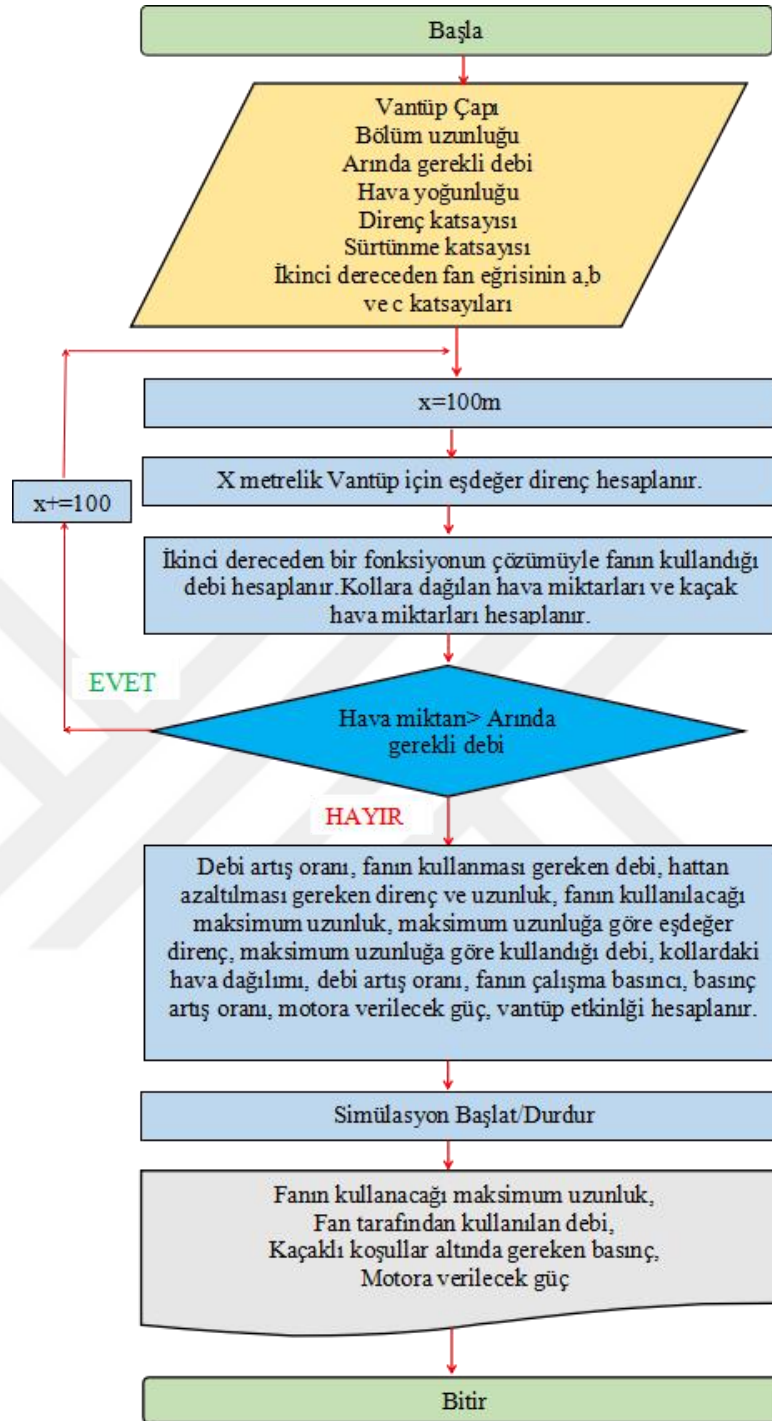 Başla
Vantüp Çapı
Bölüm uzunluğu
Arında gerekli debi
Hava yoğunluğu
Direnç katsayısı
Sürtünme katsayısı
İkinci dereceden fan eğrisinin a,b
ve c katsayıları
x=100m
X metrelik Vantüp için eşdeğer direnç hesaplanır.
x+=100
İkinci dereceden bir fonksiyonun çözümüyle fanın kullandığı
debi hesaplanır.Kollara dağılan hava miktarları ve kaçak
hava miktarları hesaplanır.
EVET
Hava miktarı> Arında
gerekli debi
HAYIR
Debi artış oranı, fanın kullanması gereken debi, hattan
azaltılması gereken direnç ve uzunluk, fanın kullanılacağı
maksimum uzunluk, maksimum uzunluğa göre eşdeğer
direnç, maksimum uzunluğa göre kullandığı debi, kollardaki
hava dağılımı, debi artış oranı, fanın çalışma basıncı, basınç
artış oranı, motora verilecek güç, vantüp etkinlği hesaplanır.
Simülasyon Başlat/Durdur
Fanın kullanacağı maksimum uzunluk,
Fan tarafından kullanılan debi,
Kaçaklı koşullar altında gereken basınç,
Motora verilecek güç
Bitir